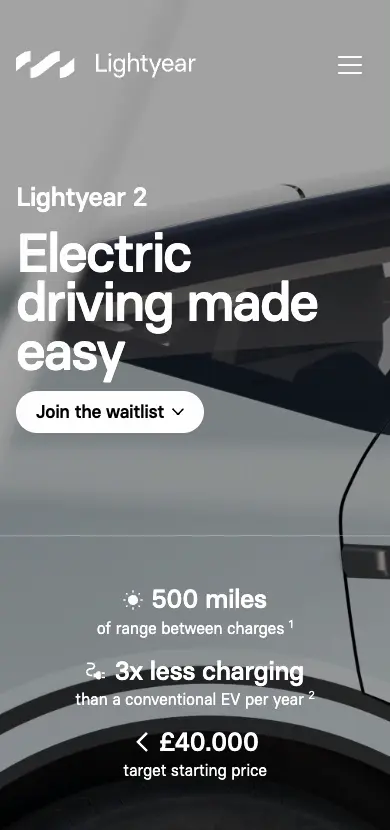 Lightyear
Lightyear 2
Electric
driving made
easy
Join the waitlist
500 miles
of range between charges ¹
3x less charging
than a conventional EV per year ²
< £40.000
target starting price